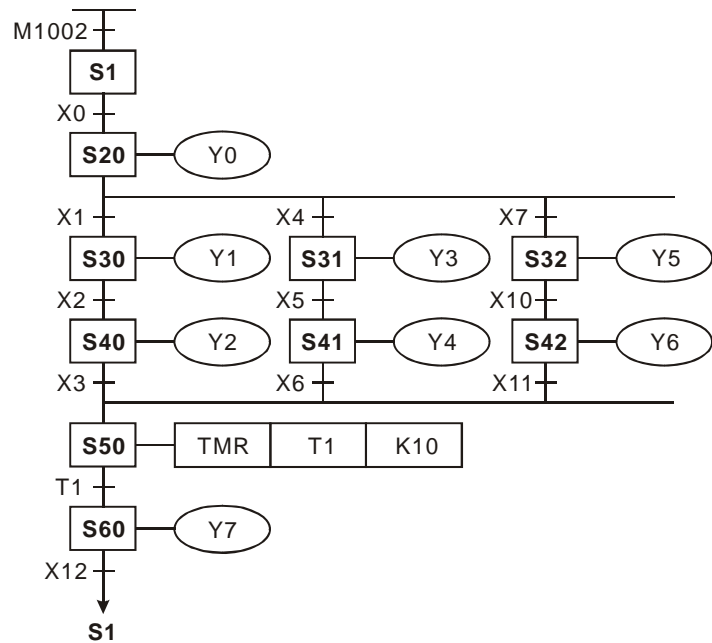 M1002
S1
X0
S20 Y0
X1 X4 X7
S30 Y1 S31 Y3 S32 Y5
X2 X5 X10
S40 Y2 S41 Y4 S42 Y6
X3 X6 X11
S50 TMR T1 K10
T1
S60 Y7
X12
S1